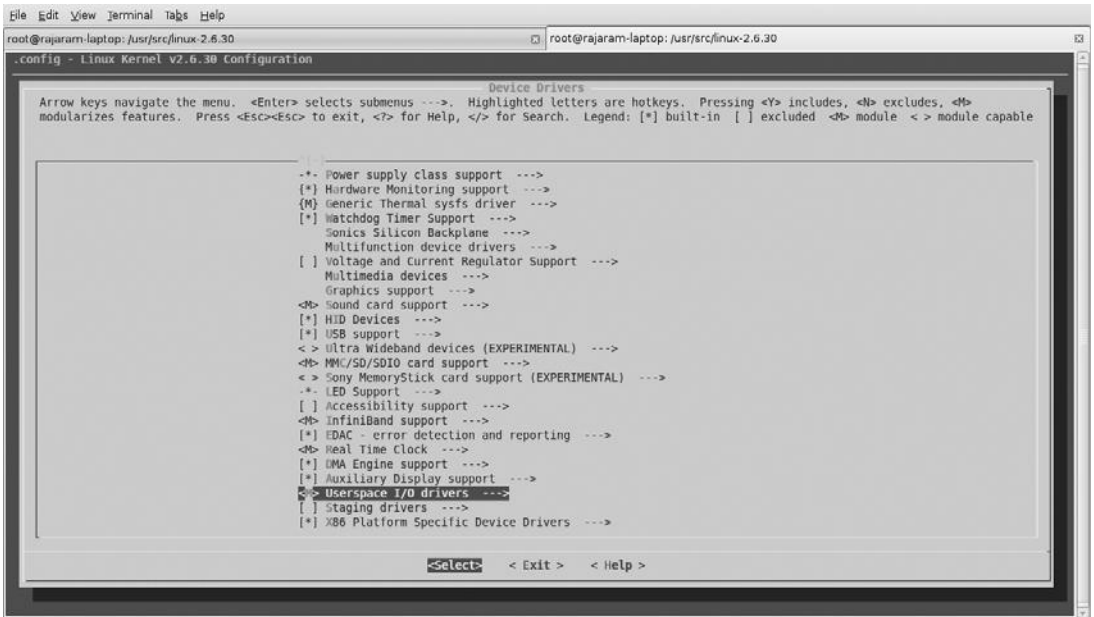 File Edit View Terminal Tabs Help
root@rajaram-laptop: /usr/src/linux-2.6.30
root@rajaram-laptop: /usr/src/linux-2.6.30
.config - Linux Kernel v2.6.30 Configuration
Device Drivers
Arrow keys navigate the menu. <Enter> selects submenus --->. Highlighted letters are hotkeys. Pressing <Y> includes, <N> excludes, <M>
modularizes features. Press <Esc><Esc> to exit, <?> for Help, </> for Search. Legend: [*] built-in [ ] excluded <M> module < > module capable
-*- Power supply class support --->
{*} Hardware Monitoring support --->
{M} Generic Thermal sysfs driver --->
[*] Watchdog Timer Support --->
Sonics Silicon Backplane --->
Multifunction device drivers --->
[ ] Voltage and Current Regulator Support --->
Multimedia devices --->
Graphics support --->
<M> Sound card support --->
[*] HID Devices --->
[*] USB support --->
< > Ultra Wideband devices (EXPERIMENTAL) --->
<M> MMC/SD/SDIO card support --->
< > Sony MemoryStick card support (EXPERIMENTAL) --->
-*- LED Support --->
[ ] Accessibility support --->
<M> InfiniBand support --->
[*] EDAC - error detection and reporting --->
<M> Real Time Clock --->
[*] DMA Engine support --->
[*] Auxiliary Display support --->
<M> Userspace I/O drivers --->
[ ] Staging drivers --->
[*] X86 Platform Specific Device Drivers --->
<Select> < Exit > < Help >